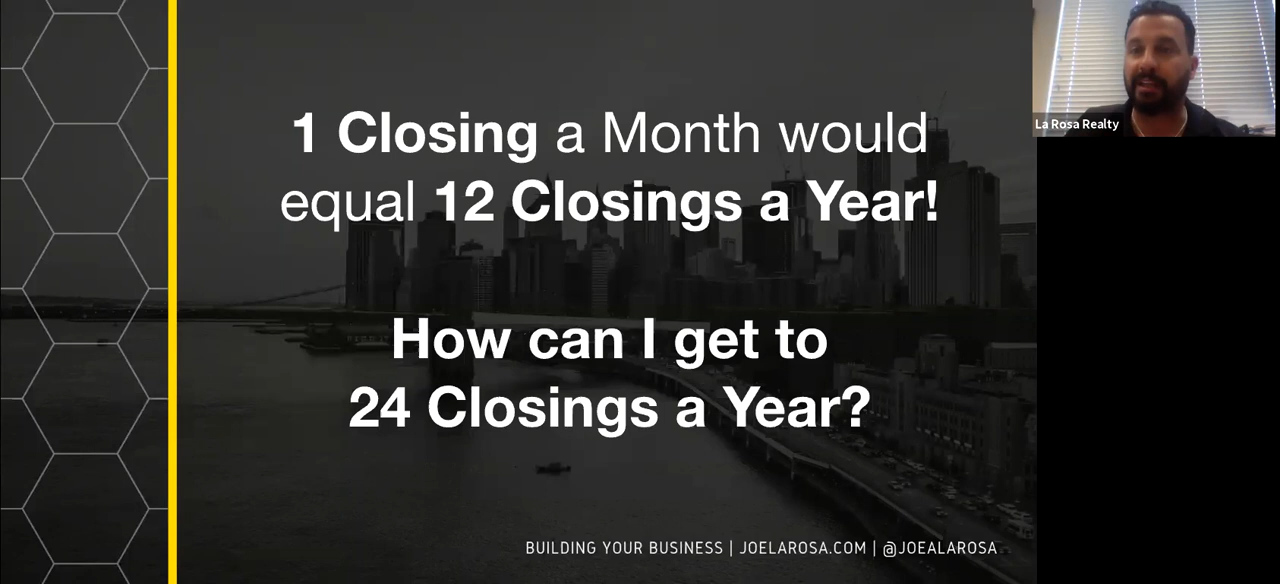 1 Closing a Month would
equal 12 Closings a Year!
How can I get to
24 Closings a Year?
BUILDING YOUR BUSINESS | JOELAROSA.COM | @JOEALAROSA
La Rosa Realty